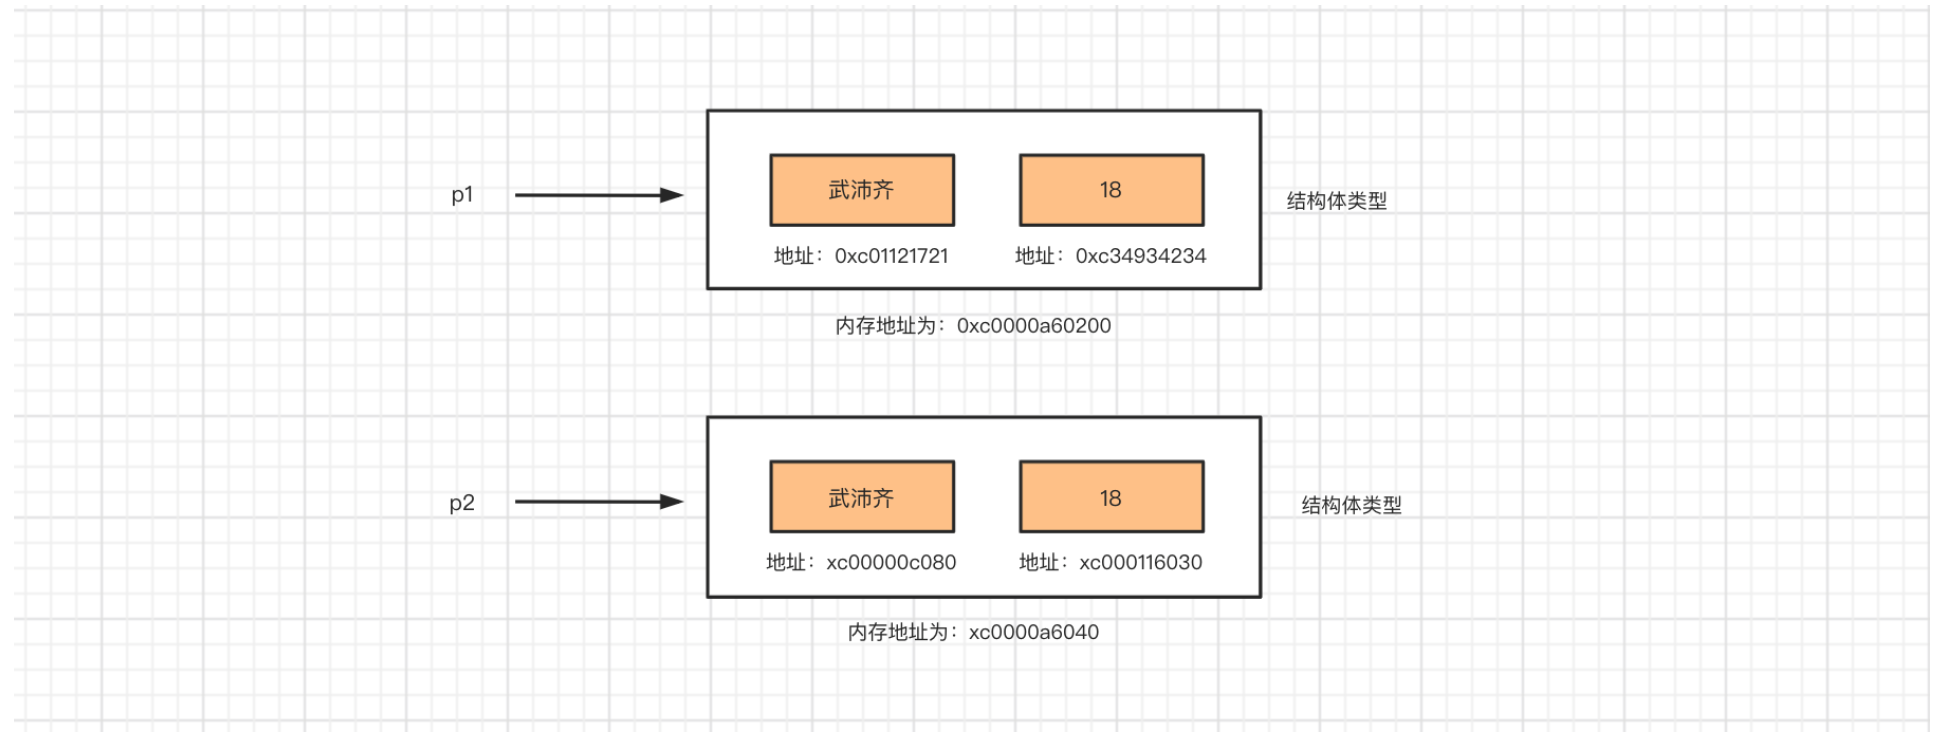 武沛齐
18
p1
结构体类型
地址：0xc01121721
地址：0xc34934234
内存地址为：0xc0000a60200
武沛齐
18
p2
结构体类型
地址：xc00000c080
地址：xc000116030
内存地址为：xc0000a6040